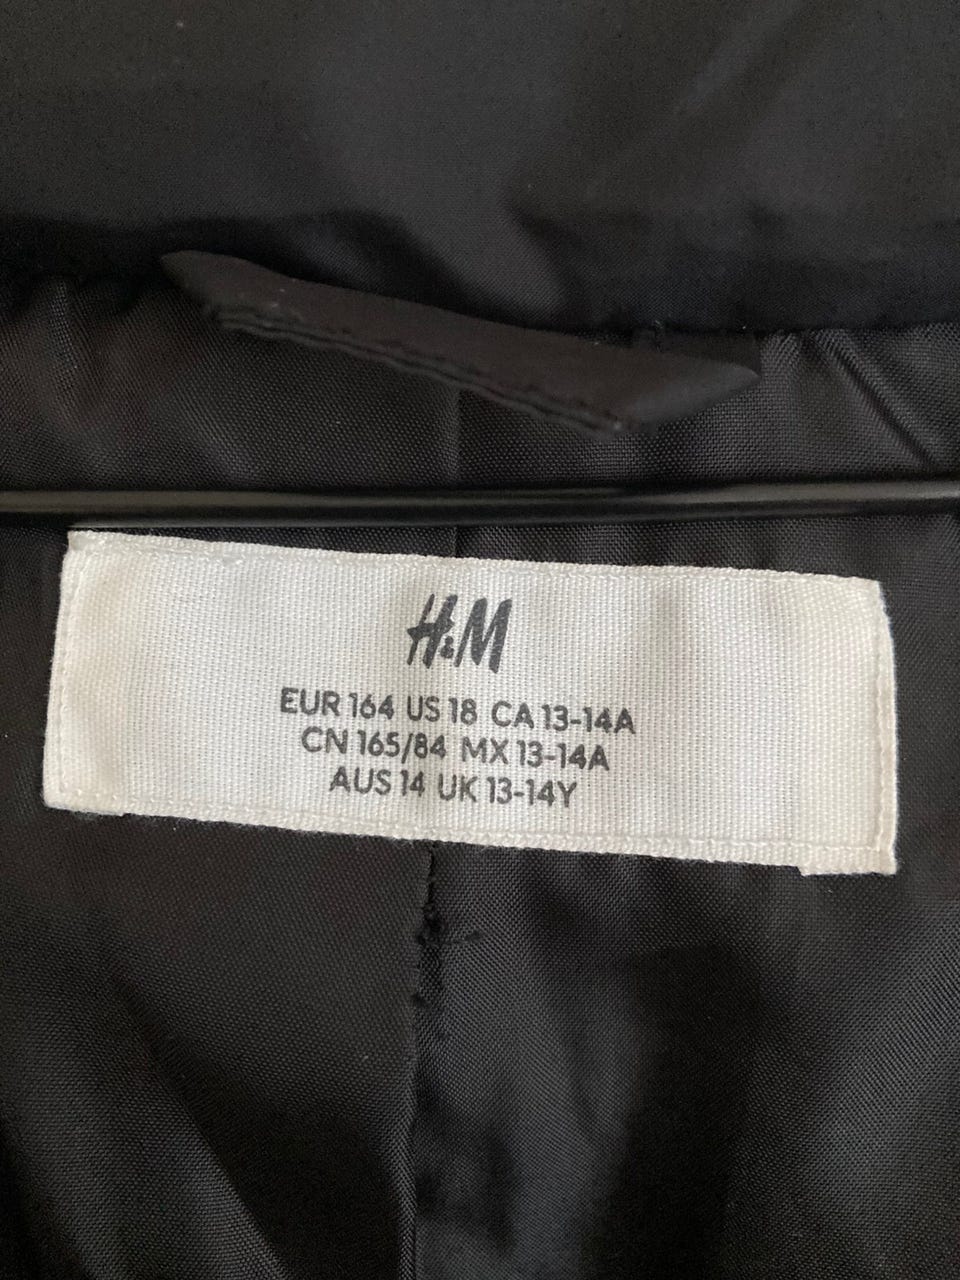 H&M
EUR 164 US 18 CA 13-14A
CN 165/84 MX 13-14A
AUS 14 UK 13-14Y